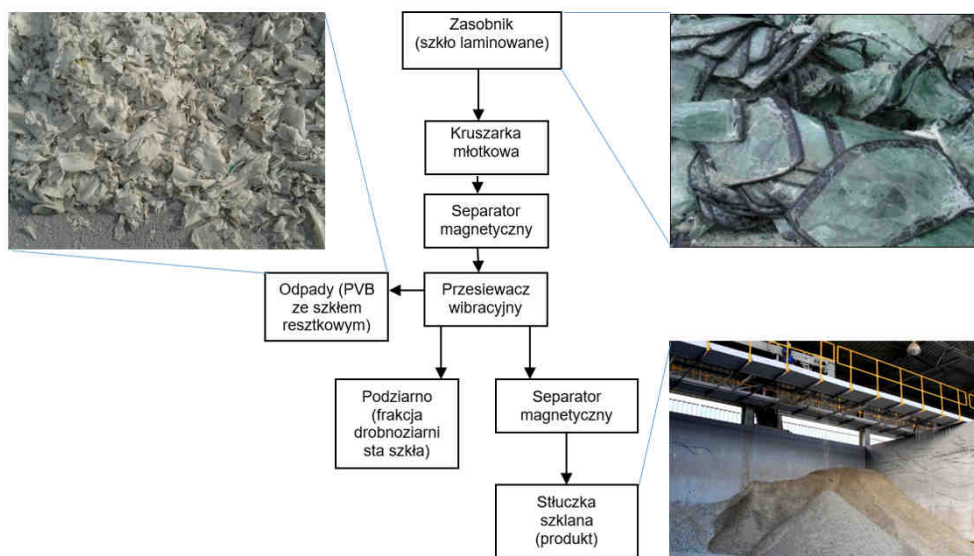 Zasobnik
(szkło laminowane)
Kruszarka
młotkowa
Separator
magnetyczny
Odpady (PVB
ze szkłem
resztkowym)
Przesiewacz
wibracyjny
Podziarno
(frakcja
drobnoziarni
sta szkła)
Separator
magnetyczny
Stłuczka
szklana
(produkt)